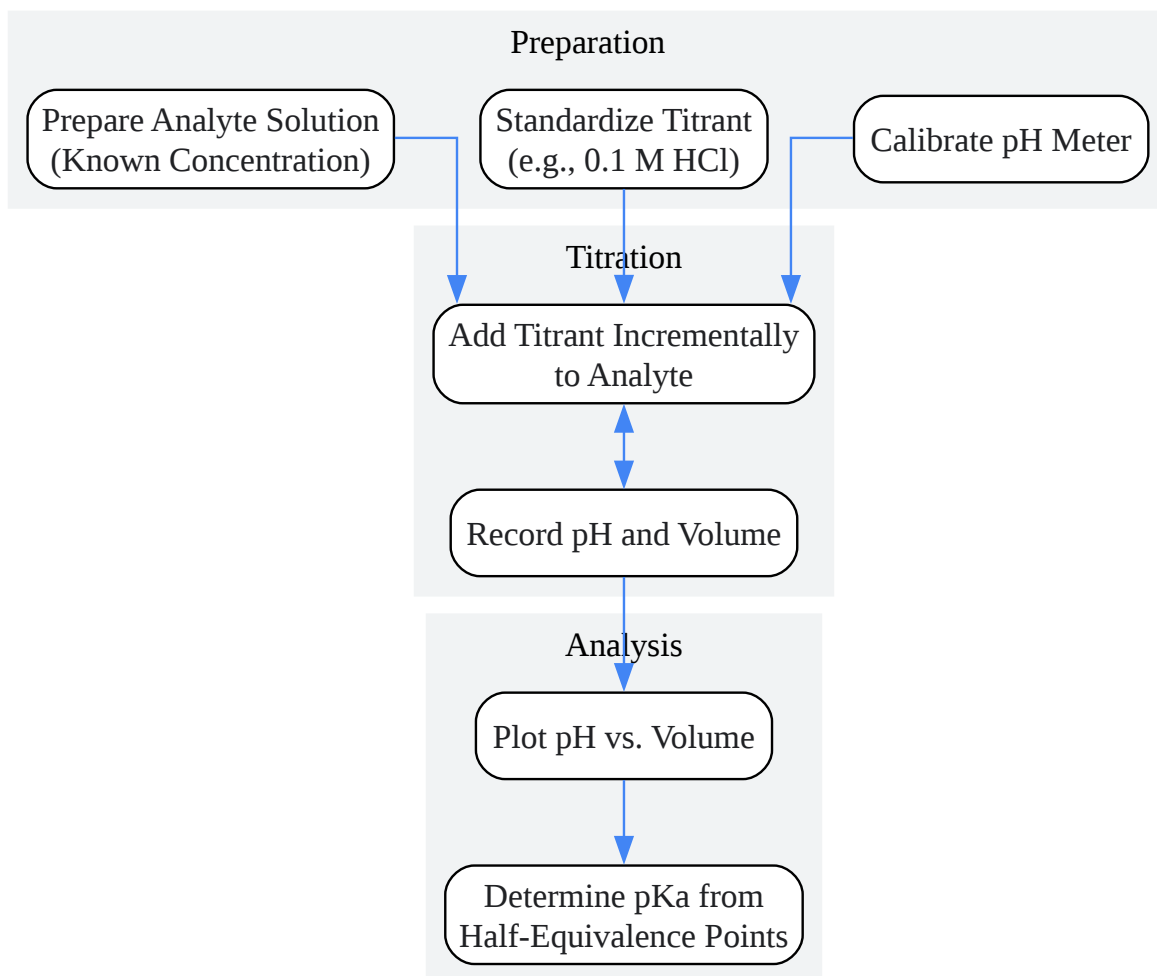 Preparation
Prepare Analyte Solution
(Known Concentration)
Standardize Titrant
(e.g., 0.1 M HCl)
Calibrate pH Meter
Titration
Add Titrant Incrementally
to Analyte
Record pH and Volume
Analysis
Plot pH vs. Volume
Determine pKa from
Half-Equivalence Points